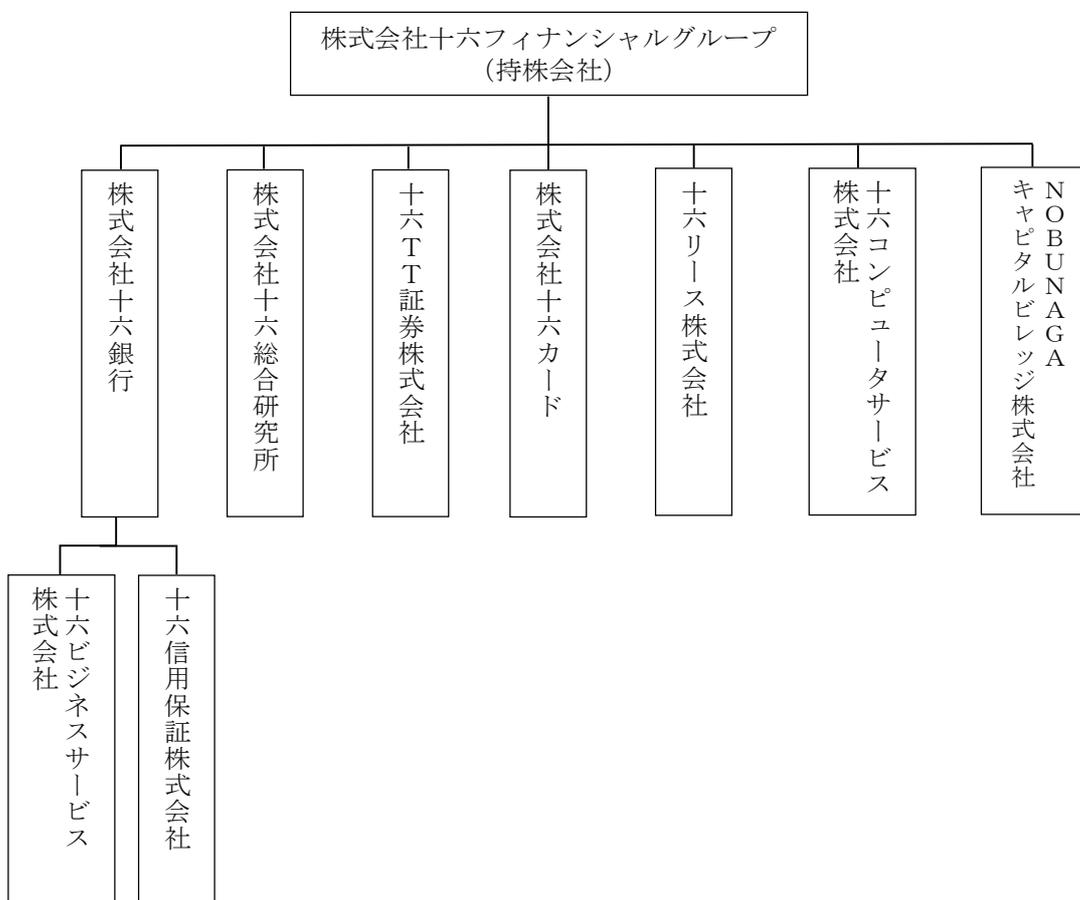 株式会社十六フィナンシャルグループ
（持株会社）
株式会社十六銀行
株式会社十六総合研究所
十六ＴＴ証券株式会社
株式会社十六カード
十六リース株式会社
十六コンピュータサービス
株式会社
ＮＯＢＵＮＡＧＡ
キャピタルビレッジ株式会社
十六ビジネスサービス
株式会社
十六信用保証株式会社